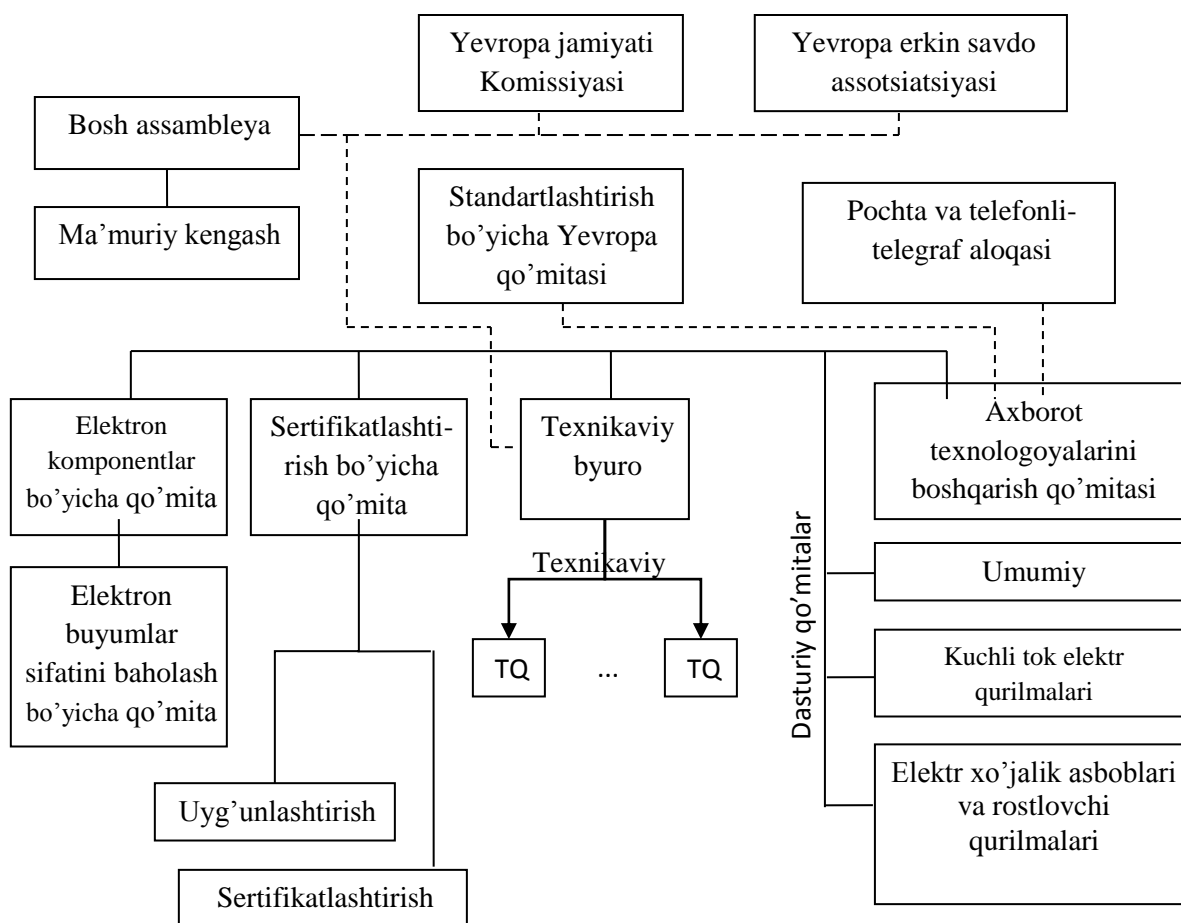 Yevropa jamiyati
Komissiyasi
Yevropa erkin savdo
assotsiatsiyasi
Bosh assambleya
Ma’muriy kengash
Standartlashtirish
bo’yicha Yevropa
qo’mitasi
Pochta va telefonli-
telegraf aloqasi
Elektron
komponentlar
bo’yicha qo’mita
Sertifikatlashti-
rish bo’yicha
qo’mita
Texnikaviy
byuro
Axborot
texnologoyalarini
boshqarish qo’mitasi
Dasturiy qo’mitalar
Texnikaviy
Umumiy
Elektron
buyumlar
sifatini baholash
bo’yicha qo’mita
TQ
...
TQ
Kuchli tok elektr
qurilmalari
Elektr xo’jalik asboblari
va rostlovchi
qurilmalari
Uyg’unlashtirish
Sertifikatlashtirish